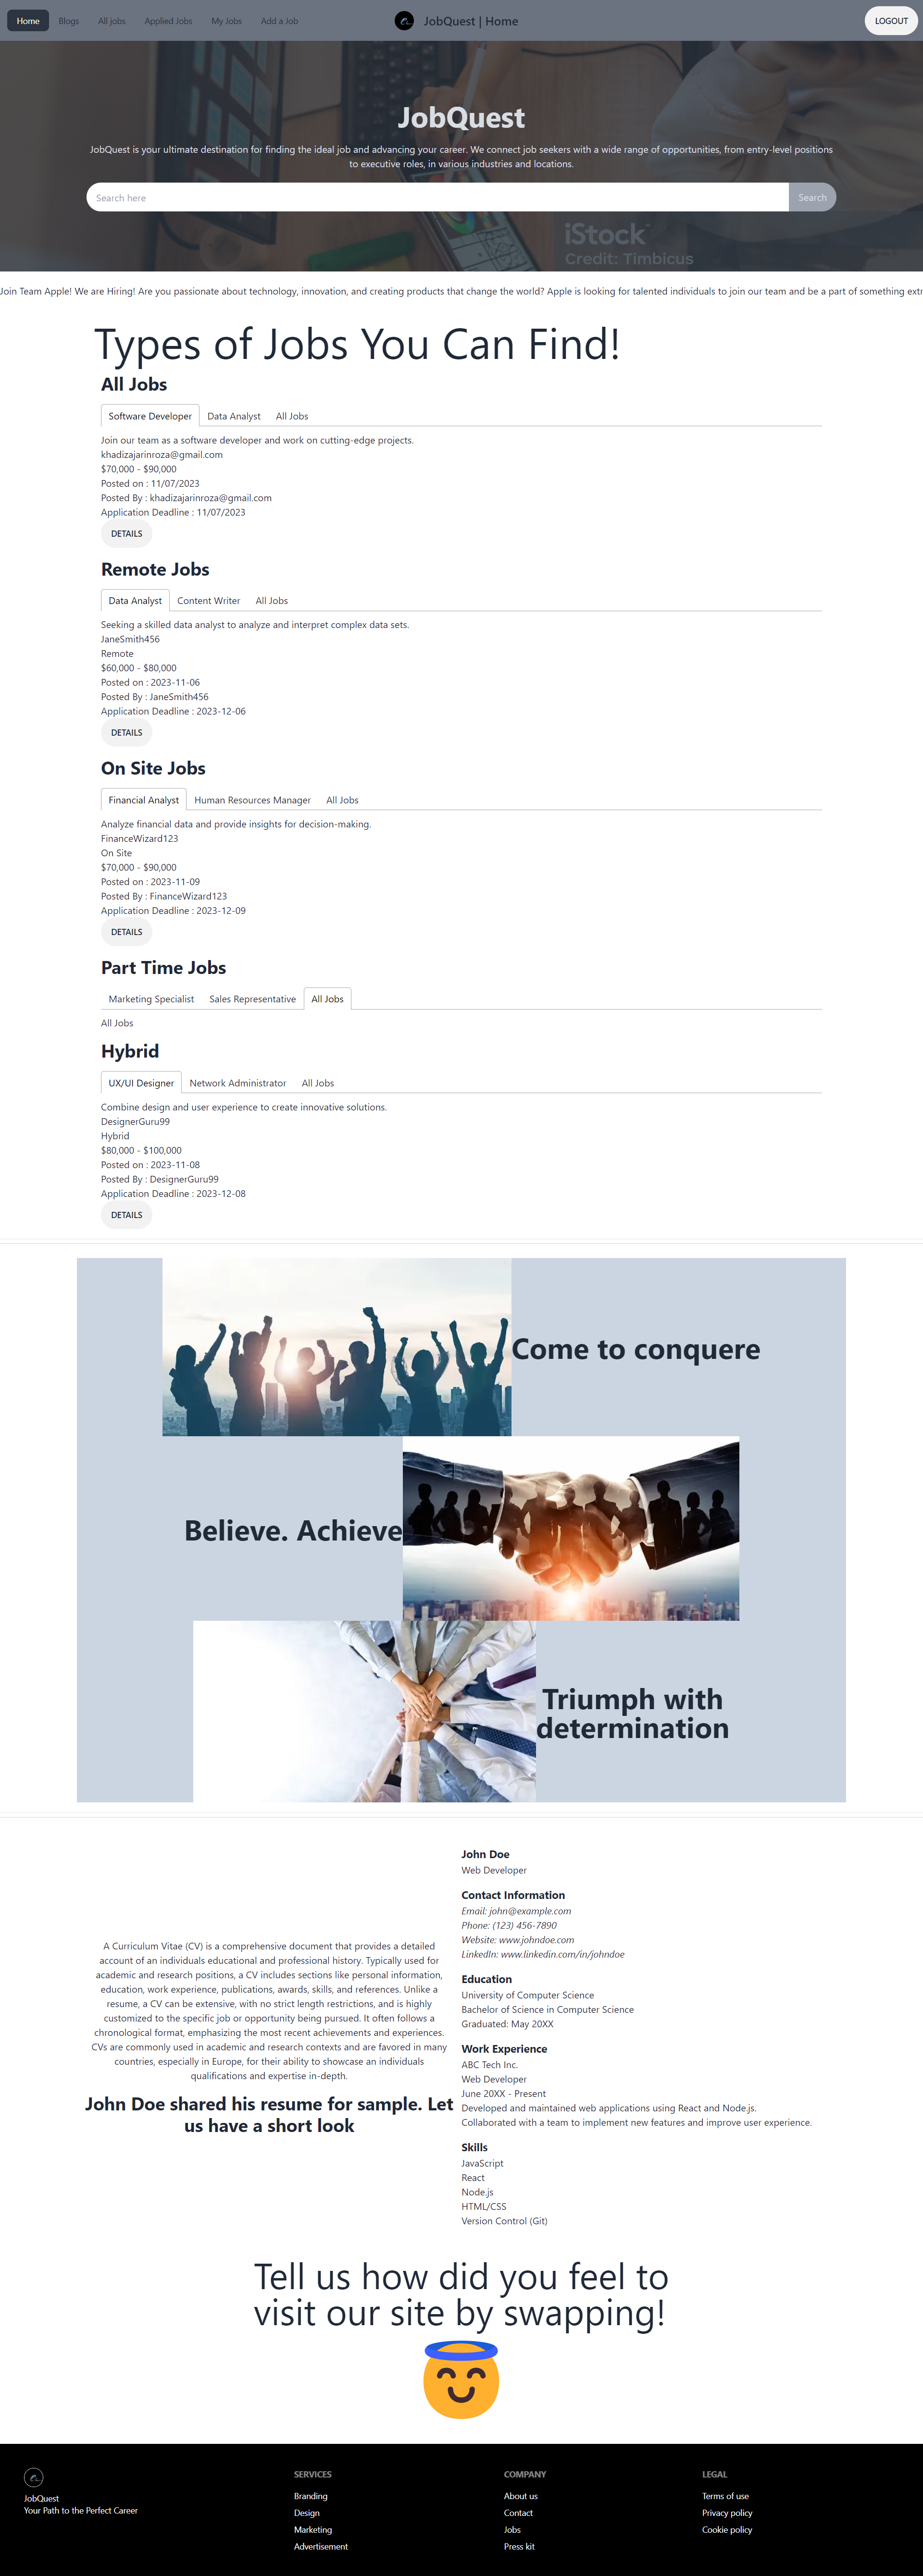 Home Blogs All jobs Applied Jobs My Jobs Add a Job JobQuest | Home LOGOUT
JobQuest
JobQuest is your ultimate destination for finding the ideal job and advancing your career. We connect job seekers with a wide range of opportunities, from entry-level positions
to executive roles, in various industries and locations.
Search here Search
iStock
Credit: Timbicus
Join Team Apple! We are Hiring! Are you passionate about technology, innovation, and creating products that change the world? Apple is looking for talented individuals to join our team and be a part of something extr
Types of Jobs You Can Find!
All Jobs
Software Developer Data Analyst All Jobs
Join our team as a software developer and work on cutting-edge projects.
khadizajarinroza@gmail.com
$70,000 - $90,000
Posted on : 11/07/2023
Posted By : khadizajarinroza@gmail.com
Application Deadline : 11/07/2023
DETAILS
Remote Jobs
Data Analyst Content Writer All Jobs
Seeking a skilled data analyst to analyze and interpret complex data sets.
JaneSmith456
Remote
$60,000 - $80,000
Posted on : 2023-11-06
Posted By : JaneSmith456
Application Deadline : 2023-12-06
DETAILS
On Site Jobs
Financial Analyst Human Resources Manager All Jobs
Analyze financial data and provide insights for decision-making.
FinanceWizard123
On Site
$70,000 - $90,000
Posted on : 2023-11-09
Posted By : FinanceWizard123
Application Deadline : 2023-12-09
DETAILS
Part Time Jobs
Marketing Specialist Sales Representative All Jobs
All Jobs
Hybrid
UX/UI Designer Network Administrator All Jobs
Combine design and user experience to create innovative solutions.
DesignerGuru99
Hybrid
$80,000 - $100,000
Posted on : 2023-11-08
Posted By : DesignerGuru99
Application Deadline : 2023-12-08
DETAILS
Come to conquere
Believe. Achieve
Triumph with
determination
A Curriculum Vitae (CV) is a comprehensive document that provides a detailed
account of an individuals educational and professional history. Typically used for
academic and research positions, a CV includes sections like personal information,
education, work experience, publications, awards, skills, and references. Unlike a
resume, a CV can be extensive, with no strict length restrictions, and is highly
customized to the specific job or opportunity being pursued. It often follows a
chronological format, emphasizing the most recent achievements and experiences.
CVs are commonly used in academic and research contexts and are favored in many
countries, especially in Europe, for their ability to showcase an individuals
qualifications and expertise in-depth.
John Doe shared his resume for sample. Let
us have a short look
John Doe
Web Developer
Contact Information
Email: john@example.com
Phone: (123) 456-7890
Website: www.johndoe.com
LinkedIn: www.linkedin.com/in/johndoe
Education
University of Computer Science
Bachelor of Science in Computer Science
Graduated: May 20XX
Work Experience
ABC Tech Inc.
Web Developer
June 20XX - Present
Developed and maintained web applications using React and Node.js.
Collaborated with a team to implement new features and improve user experience.
Skills
JavaScript
React
Node.js
HTML/CSS
Version Control (Git)
Tell us how did you feel to
visit our site by swapping!
JobQuest
Your Path to the Perfect Career
SERVICES
Branding
Design
Marketing
Advertisement
COMPANY
About us
Contact
Jobs
Press kit
LEGAL
Terms of use
Privacy policy
Cookie policy